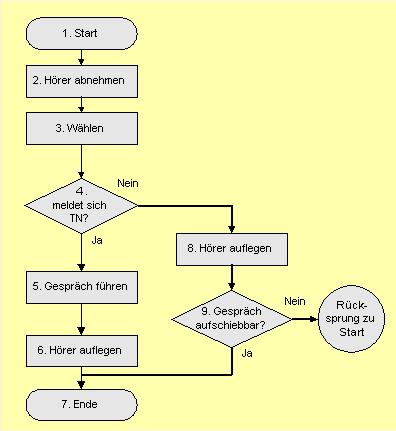 1. Start
2. Hörer abnehmen
3. Wählen
4.
meldet sich
TN?
Nein
Ja
8. Hörer auflegen
5. Gespräch führen
9. Gespräch
aufschiebbar?
Nein
Rück-
sprung zu
Start
6. Hörer auflegen
Ja
7. Ende